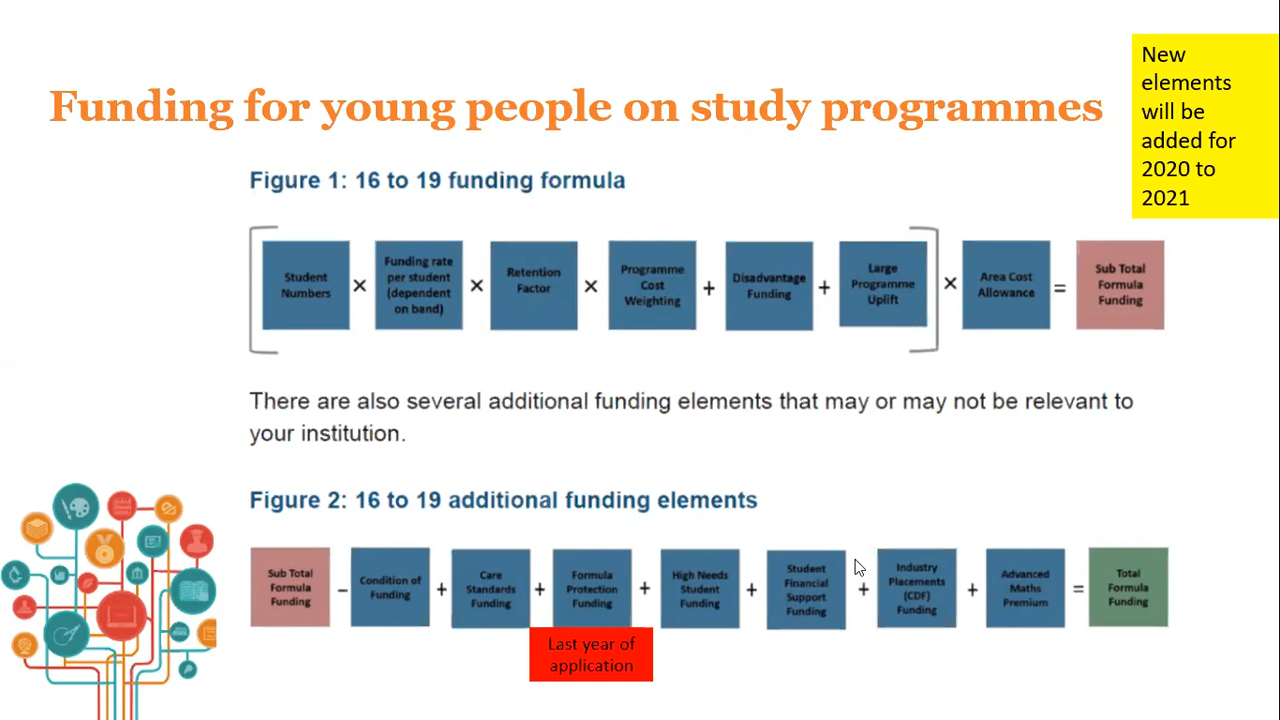 New
elements
will be
added for
2020 to
2021
Funding for young people on study programmes
Figure 1: 16 to 19 funding formula
Student
Numbers
×
Funding rate
per student
(dependent
on band)
×
Retention
Factor
×
Programme
Cost
Weighting
+
Disadvantage
Funding
+
Large
Programme
Uplift
×
Area Cost
Allowance
=
Sub Total
Formula
Funding
There are also several additional funding elements that may or may not be relevant to
your institution.
Figure 2: 16 to 19 additional funding elements
Sub Total
Formula
Funding
–
Condition of
Funding
+
Care
Standards
Funding
+
Formula
Protection
Funding
+
High Needs
Student
Funding
+
Student
Financial
Support
Funding
+
Industry
Placements
(CDF)
Funding
+
Advanced
Maths
Premium
=
Total
Formula
Funding
Last year of
application